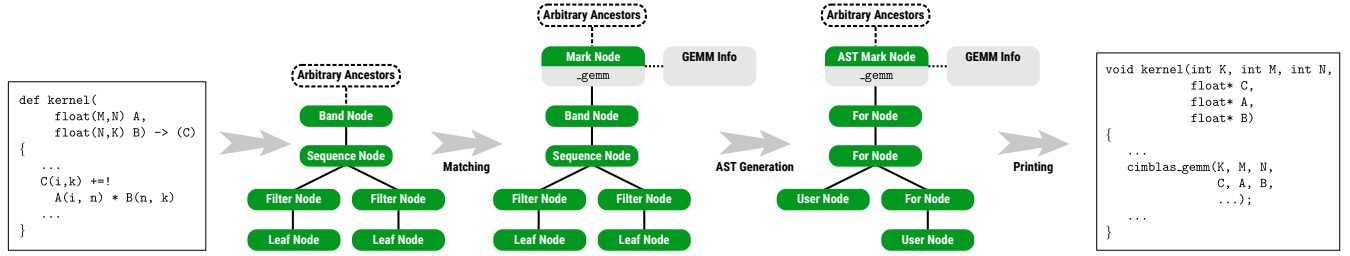 def kernel(
float(M,N) A,
float(N,K) B) -> (C)
{
...
C(i,k) +=!
A(i, n) * B(n, k)
...
}
Arbitrary Ancestors
Band Node
Sequence Node
Filter Node Filter Node
Leaf Node Leaf Node
Matching
Arbitrary Ancestors
Mark Node
_gemm
GEMM Info
Band Node
Sequence Node
Filter Node Filter Node
Leaf Node Leaf Node
AST Generation
Arbitrary Ancestors
AST Mark Node
_gemm
GEMM Info
For Node
For Node
User Node For Node
User Node
Printing
void kernel(int K, int M, int N,
float* C,
float* A,
float* B)
{
...
cimblas_gemm(K, M, N,
C, A, B,
...);
...
}